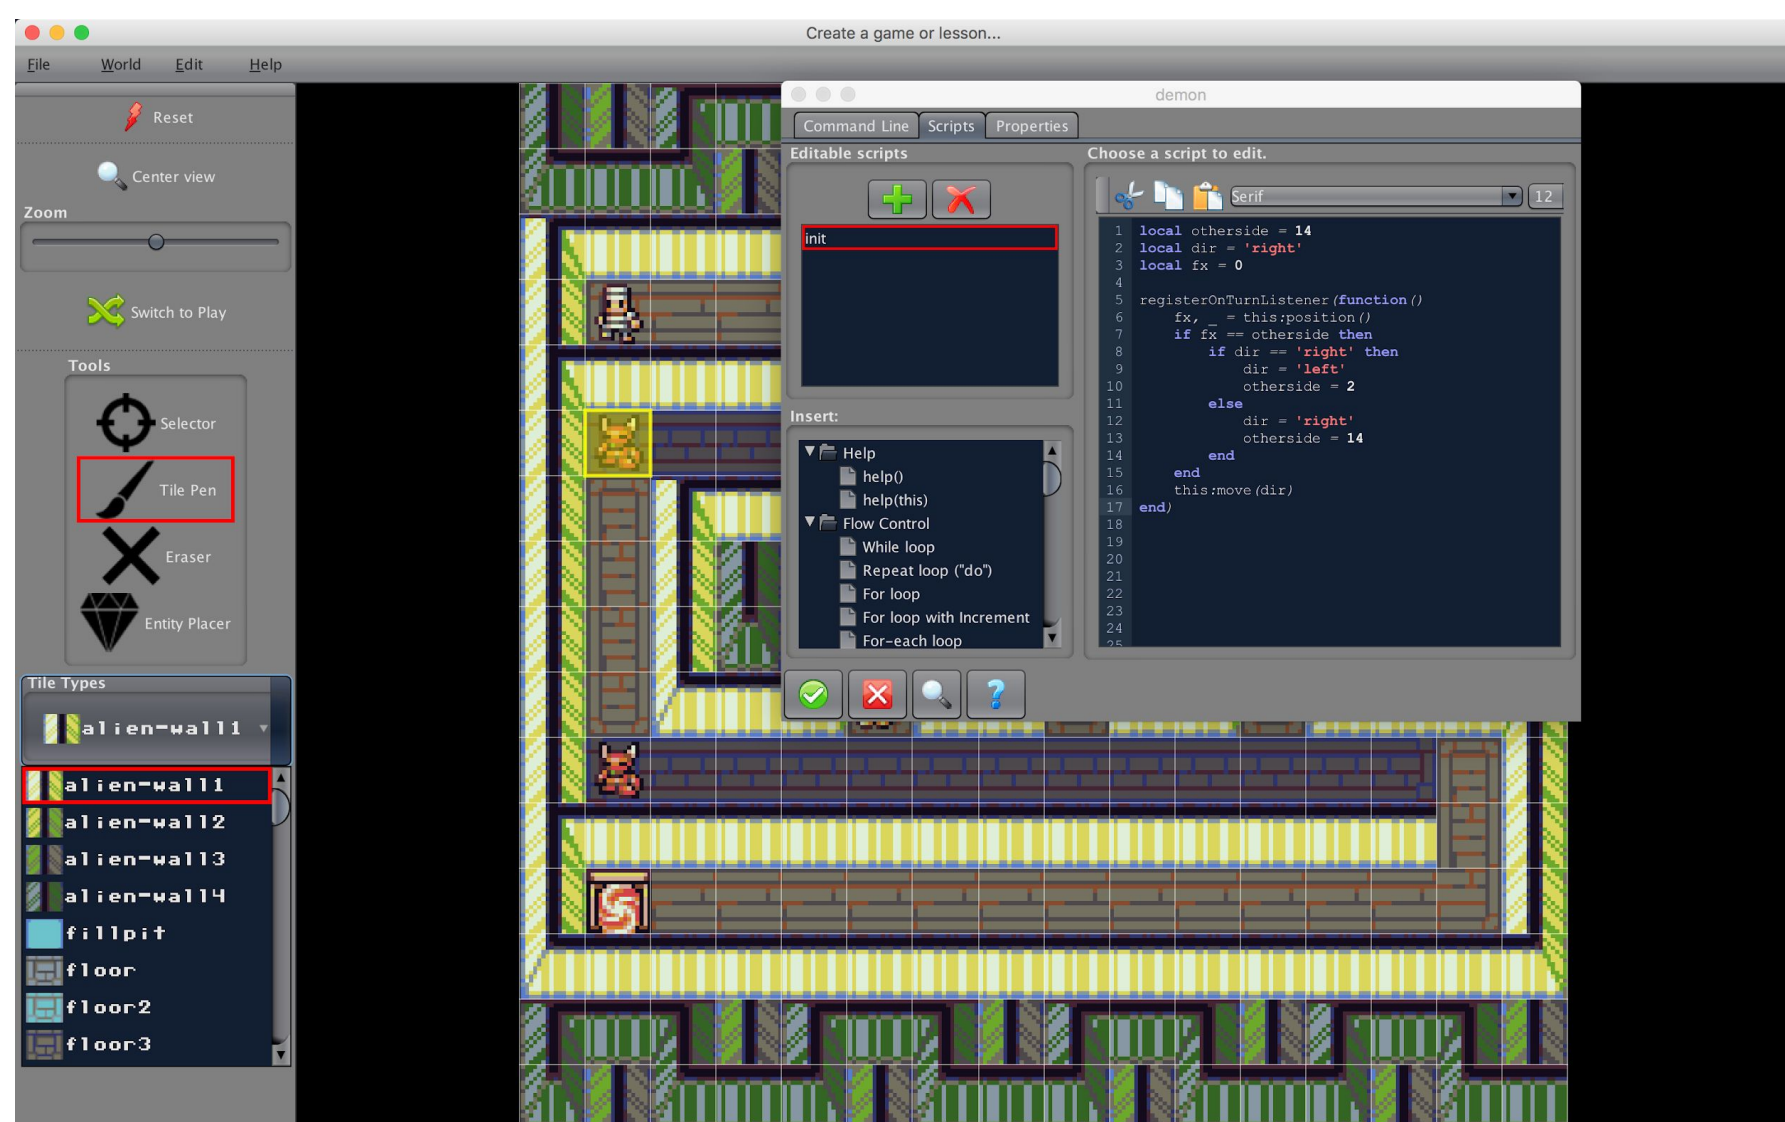 Create a game or lesson...
File World Edit Help
Reset
Center view
Zoom
Switch to Play
Tools
Selector
Tile Pen
Eraser
Entity Placer
Tile Types
alien-wall1
alien-wall1
alien-wall2
alien-wall3
alien-wall4
fillpit
floor
floor2
floor3
demon
Command Line Scripts Properties
Editable scripts
init
Insert:
Help
help()
help(this)
Flow Control
While loop
Repeat loop ("do")
For loop
For loop with Increment
For-each loop
Choose a script to edit.
Serif 12
1 local otherside = 14
2 local dir = 'right'
3 local fx = 0
4
5 registerOnTurnListener(function()
6 fx, _ = this:position()
7 if fx == otherside then
8 if dir == 'right' then
9 dir = 'left'
10 otherside = 2
11 else
12 dir = 'right'
13 otherside = 14
14 end
15 end
16 this:move(dir)
17 end)
18
19
20
21
22
23
24
25